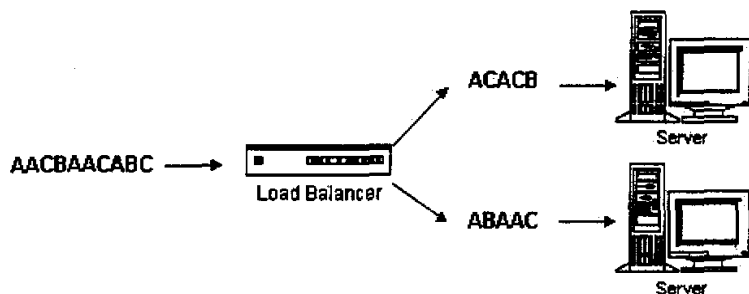 ACACB
Server
AACBAACABC
Load Balancer
ABAAC
Server